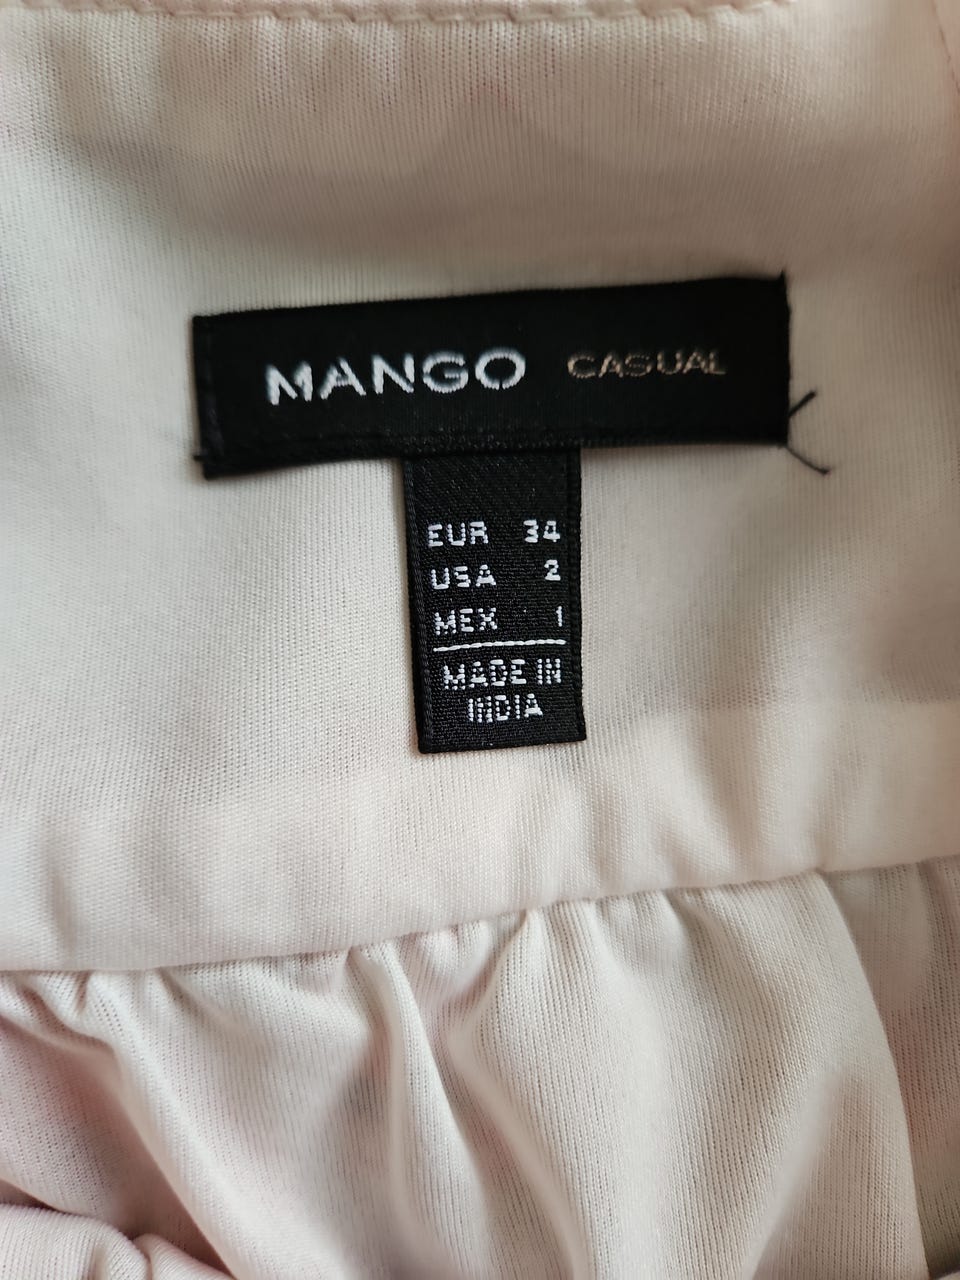 MANGO CASUAL
EUR 34
USA 2
MEX 1
MADE IN
INDIA